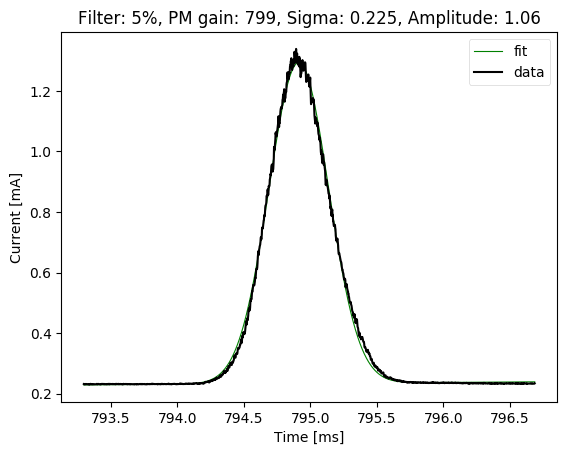 Filter: 5%, PM gain: 799, Sigma: 0.225, Amplitude: 1.06
fit
data
1.2
1.0
0.8
0.6
0.4
0.2
Current [mA]
793.5 794.0 794.5 795.0 795.5 796.0 796.5
Time [ms]